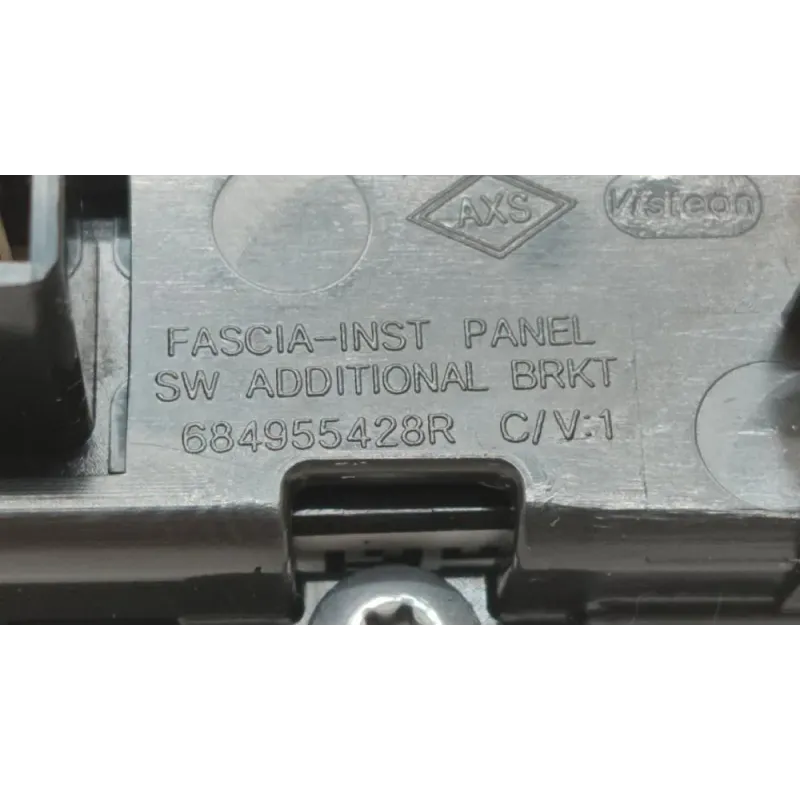 AXS Visteon
FASCIA-INST PANEL
SW ADDITIONAL BRKT
684955428R C/V:1